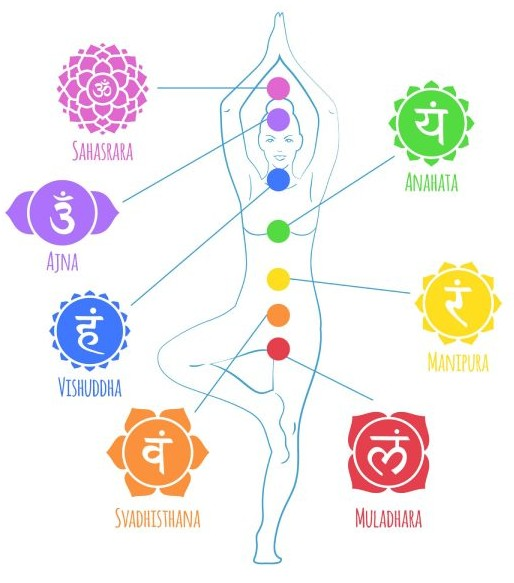 ॐ
Sahasrara
यं
Anahata
ॐ
Ajna
हं
Vishuddha
रं
Manipura
वं
Svadhisthana
लं
Muladhara